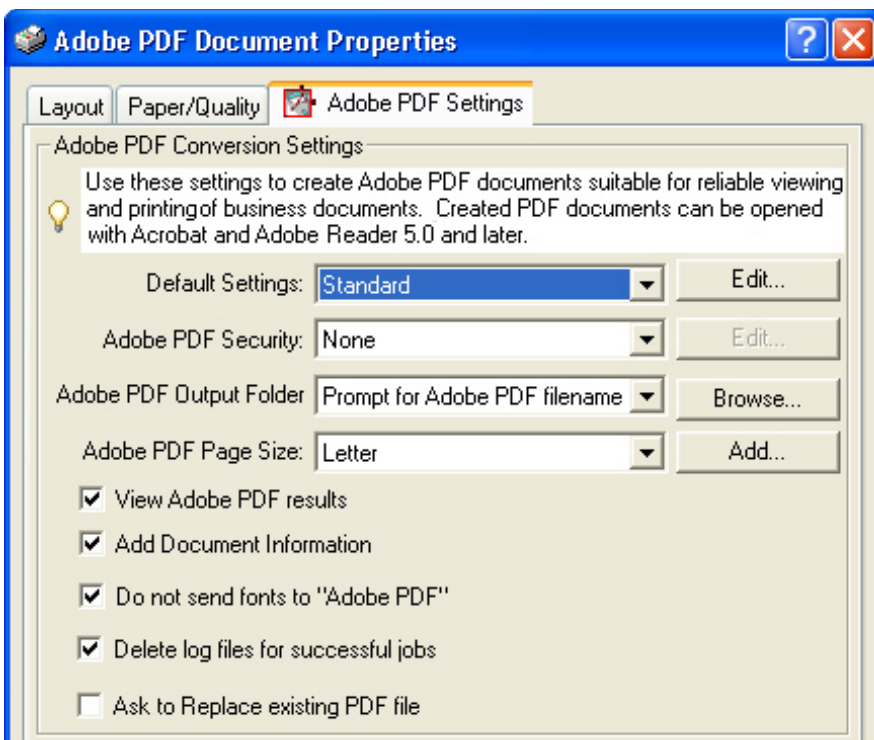 Adobe PDF Document Properties
Layout Paper/Quality Adobe PDF Settings
Adobe PDF Conversion Settings
Use these settings to create Adobe PDF documents suitable for reliable viewing
and printingof business documents. Created PDF documents can be opened
with Acrobat and Adobe Reader 5.0 and later.
Default Settings: Standard Edit...
Adobe PDF Security: None Edit...
Adobe PDF Output Folder Prompt for Adobe PDF filename Browse...
Adobe PDF Page Size: Letter Add...
View Adobe PDF results
Add Document Information
Do not send fonts to "Adobe PDF"
Delete log files for successful jobs
Ask to Replace existing PDF file